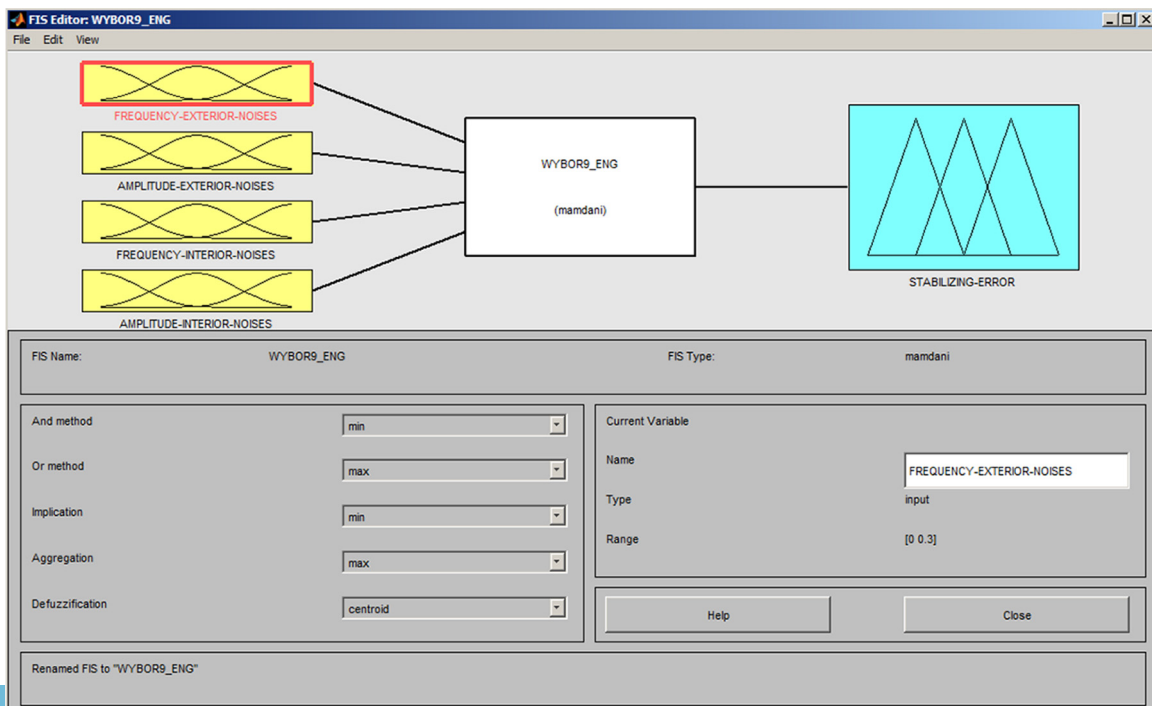 FIS Editor: WYBOR9_ENG
File Edit View
FREQUENCY-EXTERIOR-NOISES
AMPLITUDE-EXTERIOR-NOISES
FREQUENCY-INTERIOR-NOISES
AMPLITUDE-INTERIOR-NOISES
WYBOR9_ENG
(mamdani)
STABILIZING-ERROR
FIS Name: WYBOR9_ENG FIS Type: mamdani
And method min
Or method max
Implication min
Aggregation max
Defuzzification centroid
Current Variable
Name FREQUENCY-EXTERIOR-NOISES
Type input
Range [0 0.3]
Help Close
Renamed FIS to "WYBOR9_ENG"